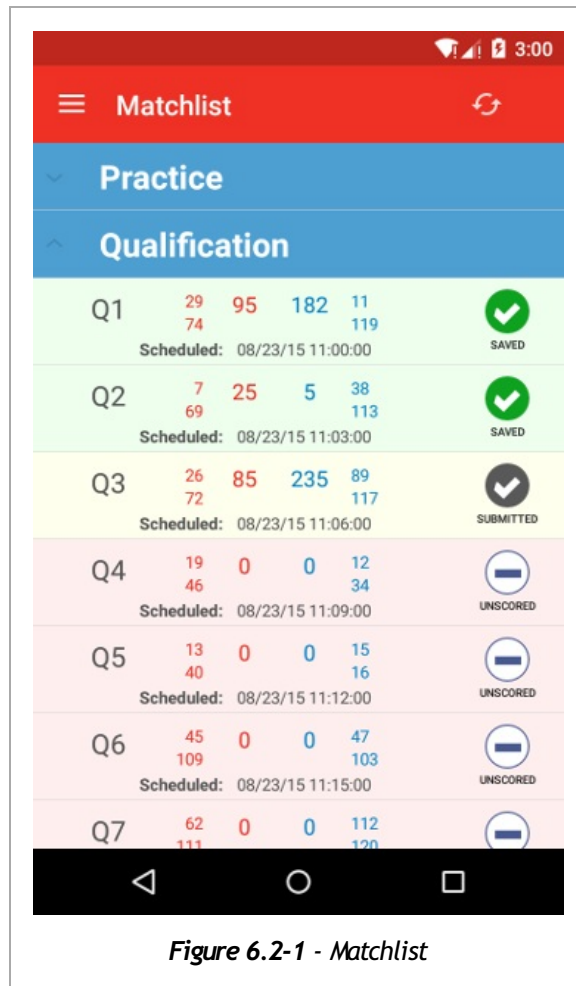 3:00
Matchlist
Practice
Qualification
Q1 29 95 182 11
74 119
Scheduled: 08/23/15 11:00:00 SAVED
Q2 7 25 5 38
69 113
Scheduled: 08/23/15 11:03:00 SAVED
Q3 26 85 235 89
72 117
Scheduled: 08/23/15 11:06:00 SUBMITTED
Q4 19 0 0 12
46 34
Scheduled: 08/23/15 11:09:00 UNSCORED
Q5 13 0 0 15
40 16
Scheduled: 08/23/15 11:12:00 UNSCORED
Q6 45 0 0 47
109 103
Scheduled: 08/23/15 11:15:00 UNSCORED
Q7 62 0 0 112
111 120
Figure 6.2-1 - Matchlist